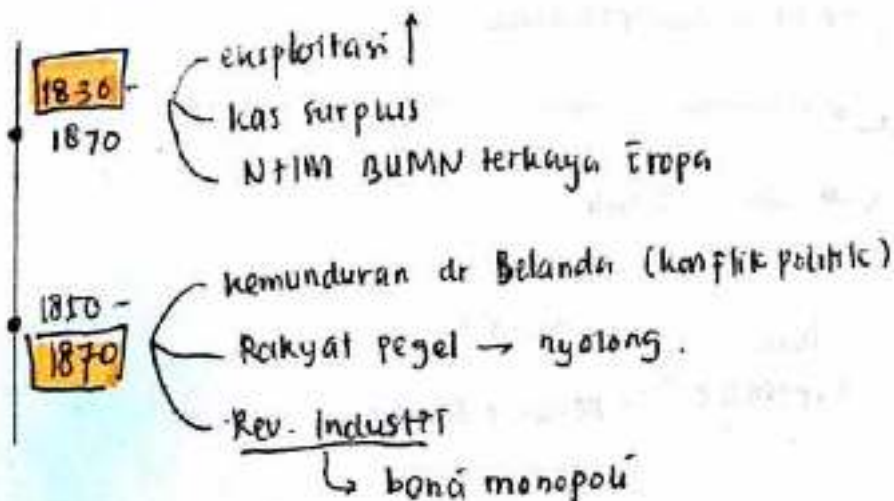 1830 -
1870
eksploitasi ↑
kas surplus
NHM BUMN terkaya Eropa
1850 -
1870
kemunduran dr Belanda (konflik politik)
Rakyat pegel → nyolong.
Rev. Industri
↳ monopoli